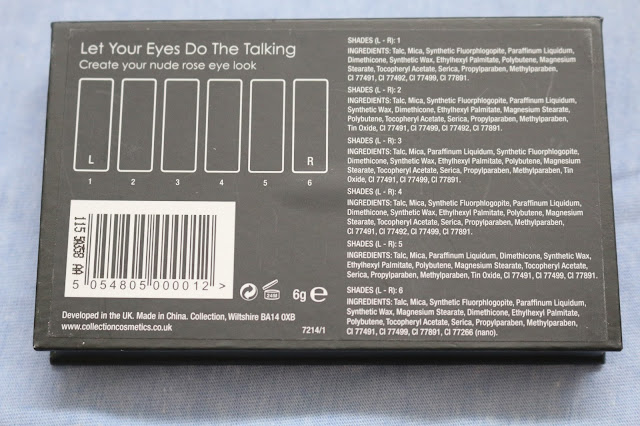 Let Your Eyes Do The Talking
Create your nude rose eye look
L
R
1
2
3
4
5
6
5 054805 000012 >
24M
6g e
Developed in the UK. Made in China. Collection, Wiltshire BA14 0XB
www.collectioncosmetics.co.uk
7214/1
SHADES (L - R): 1
INGREDIENTS: Talc, Mica, Synthetic Fluorphlogopite, Paraffinum Liquidum,
Dimethicone, Synthetic Wax, Ethylhexyl Palmitate, Polybutene, Magnesium
Stearate, Tocopheryl Acetate, Serica, Propylparaben, Methylparaben,
CI 77491, CI 77492, CI 77499, CI 77891.
SHADES (L - R): 2
INGREDIENTS: Talc, Mica, Synthetic Fluorphlogopite, Paraffinum Liquidum,
Synthetic Wax, Dimethicone, Ethylhexyl Palmitate, Magnesium Stearate,
Polybutene, Tocopheryl Acetate, Serica, Propylparaben, Methylparaben,
Tin Oxide, CI 77491, CI 77499, CI 77492, CI 77891.
SHADES (L - R): 3
INGREDIENTS: Talc, Mica, Paraffinum Liquidum, Synthetic Fluorphlogopite,
Dimethicone, Synthetic Wax, Ethylhexyl Palmitate, Polybutene, Magnesium
Stearate, Tocopheryl Acetate, Serica, Propylparaben, Methylparaben, Tin
Oxide, CI 77491, CI 77499, CI 77891.
SHADES (L - R): 4
INGREDIENTS: Talc, Mica, Synthetic Fluorphlogopite, Paraffinum Liquidum,
Dimethicone, Synthetic Wax, Ethylhexyl Palmitate, Polybutene, Magnesium
Stearate, Tocopheryl Acetate, Serica, Propylparaben, Methylparaben,
CI 77491, CI 77492, CI 77499, CI 77891.
SHADES (L - R): 5
INGREDIENTS: Talc, Mica, Paraffinum Liquidum, Dimethicone, Synthetic Wax,
Ethylhexyl Palmitate, Polybutene, Magnesium Stearate, Tocopheryl Acetate,
Serica, Propylparaben, Methylparaben, CI 77491, CI 77492, CI 77499, CI 77891.
SHADES (L - R): 6
INGREDIENTS: Talc, Mica, Synthetic Fluorphlogopite, Paraffinum Liquidum,
Synthetic Wax, Magnesium Stearate, Dimethicone, Ethylhexyl Palmitate,
Polybutene, Tocopheryl Acetate, Serica, Propylparaben, Methylparaben,
CI 77491, CI 77499, CI 77891, CI 77266 (nano).